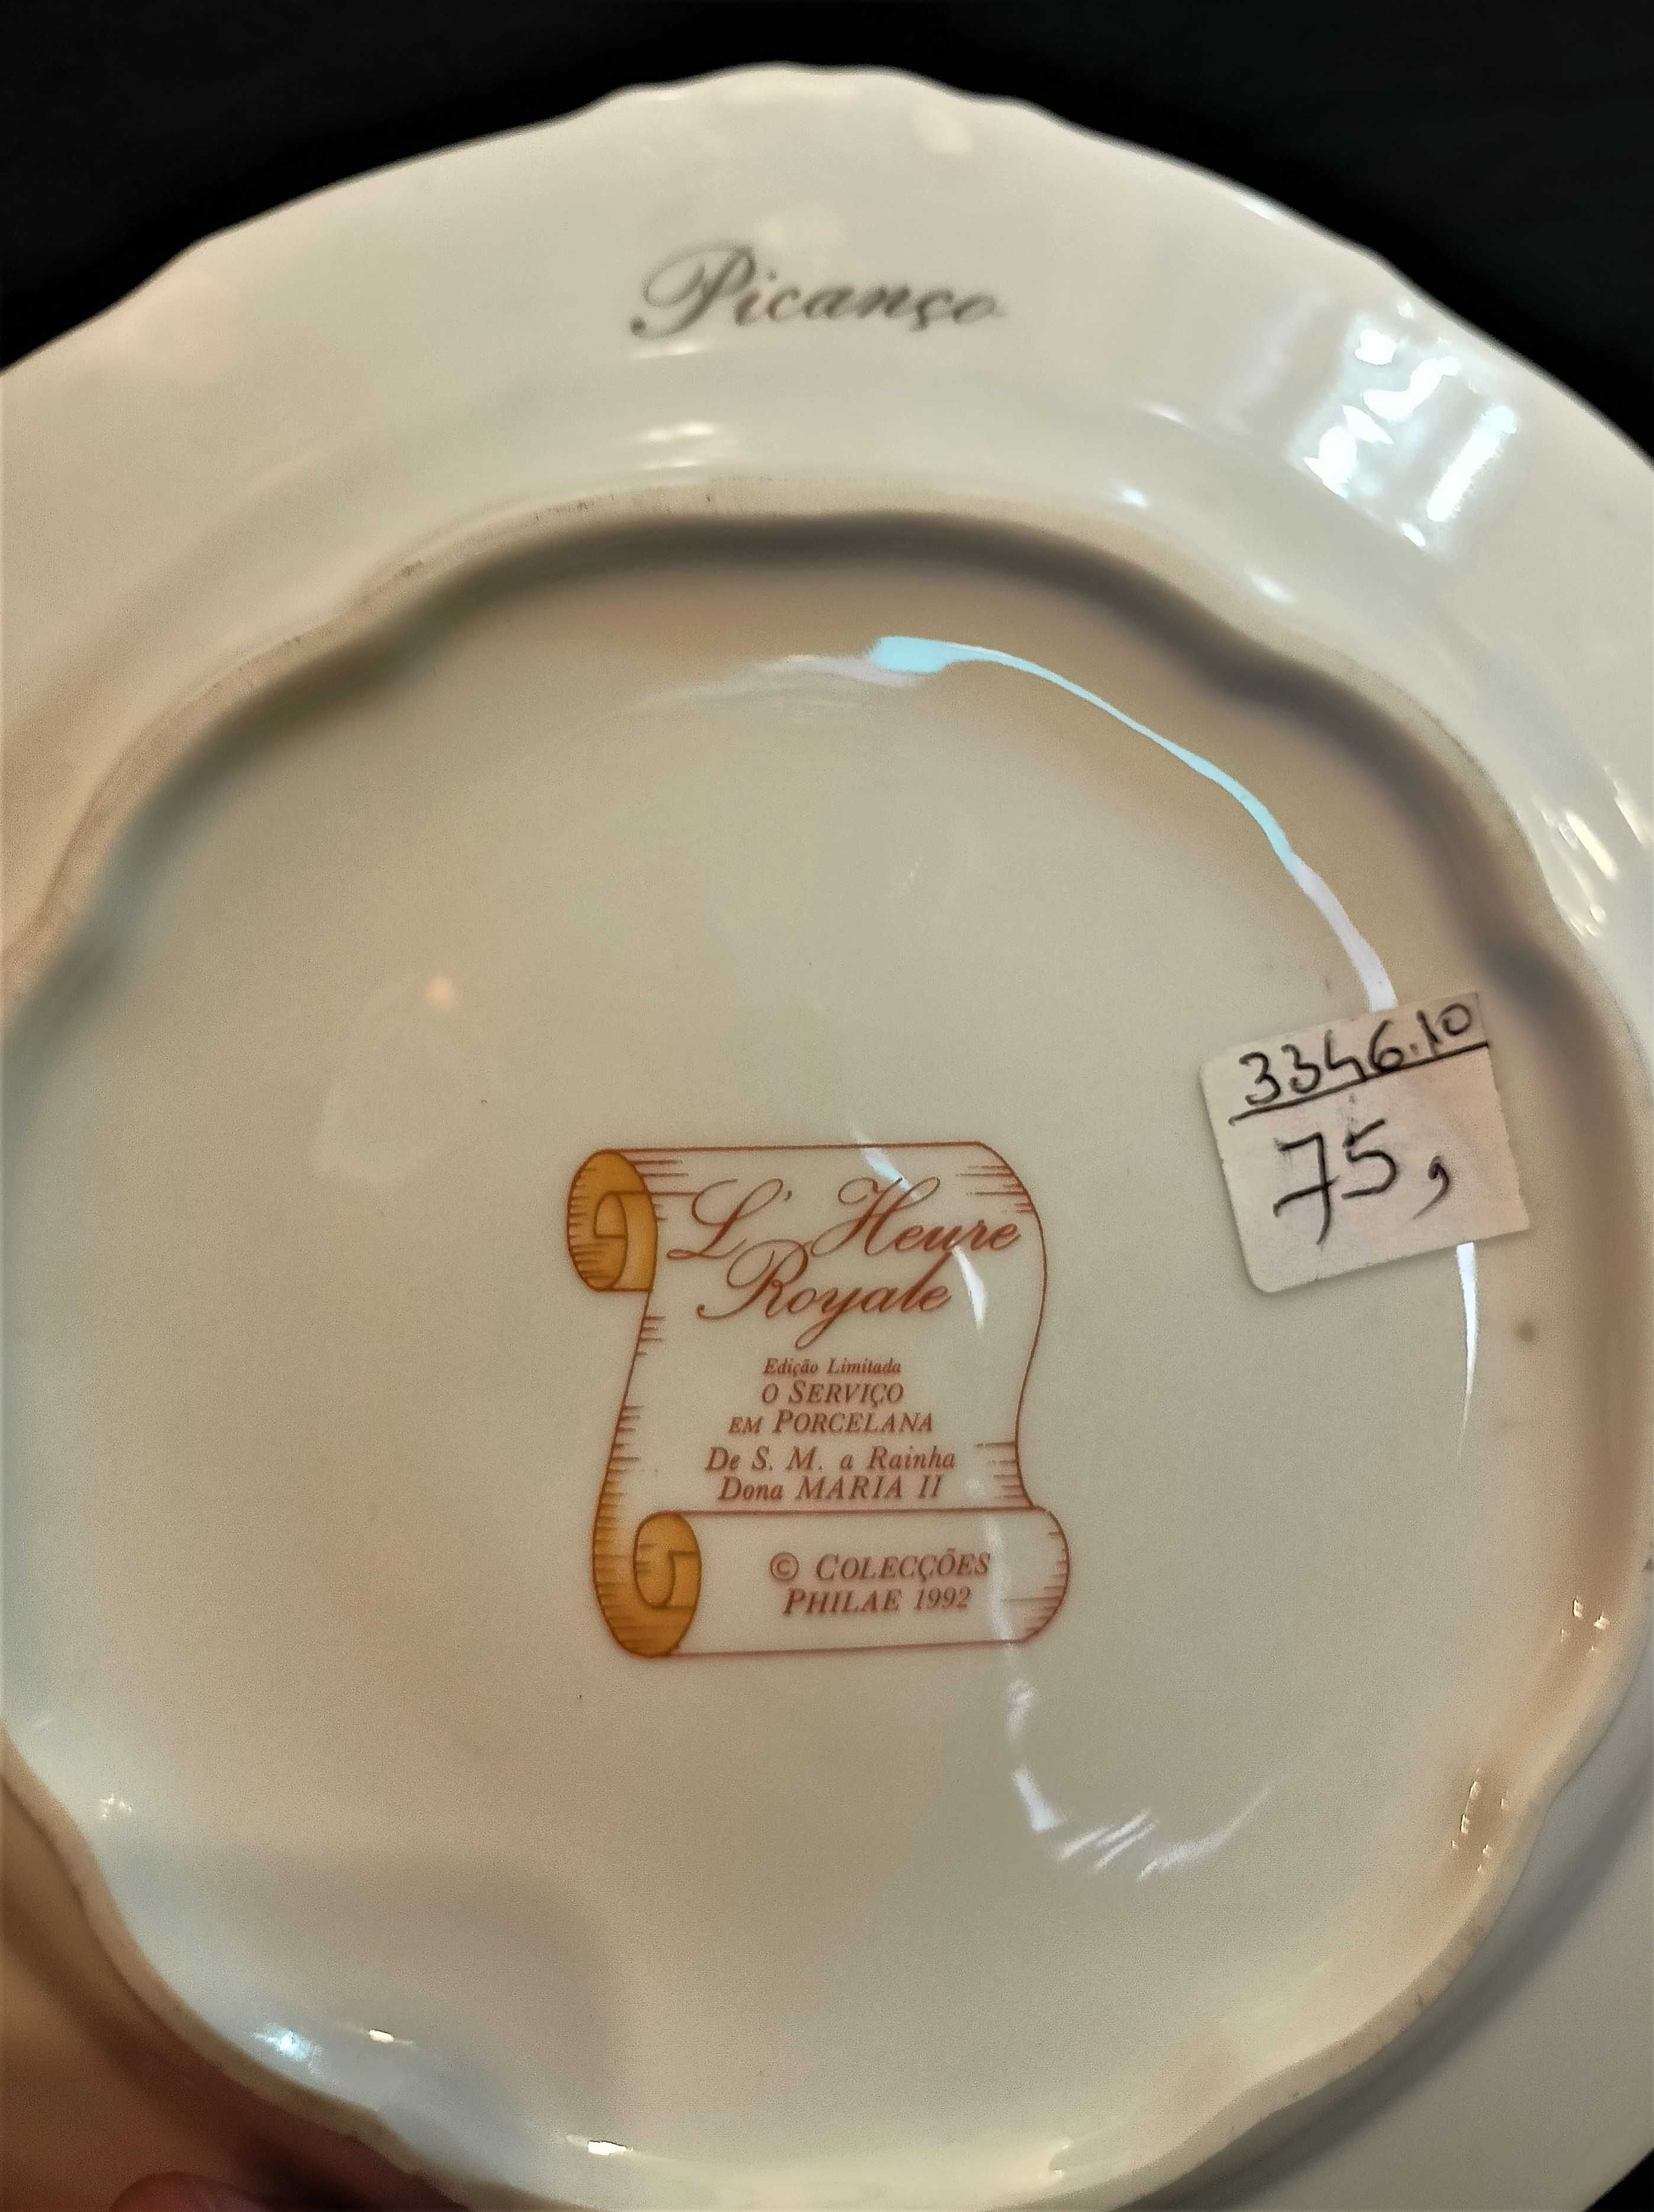 Picanço
3346.10
75,
L' Heure
Royale
Edição Limitada
O SERVIÇO
EM PORCELANA
De S. M. a Rainha
Dona MARIA II
© COLECÇÕES
PHILAE 1992